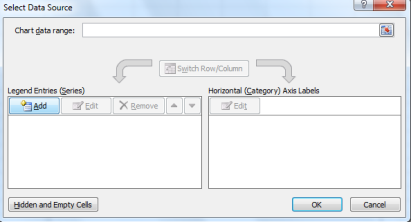 Select Data Source
Chart data range:
Switch Row/Column
Legend Entries (Series)
Horizontal (Category) Axis Labels
Add Edit Remove
Edit
Hidden and Empty Cells
OK Cancel